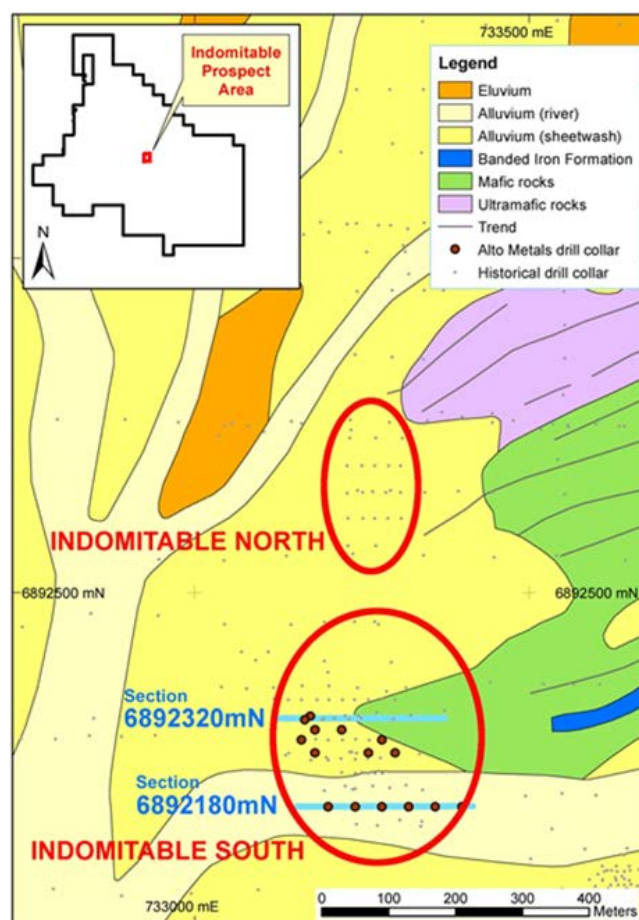 Indomitable
Prospect
Area
N
733500 mE
Legend
Eluvium
Alluvium (river)
Alluvium (sheetwash)
Banded Iron Formation
Mafic rocks
Ultramafic rocks
Trend
Alto Metals drill collar
Historical drill collar
INDOMITABLE NORTH
6892500 mN
6892500 mN
Section
6892320mN
Section
6892180mN
INDOMITABLE SOUTH
733000 mE
0 100 200 300 400
Meters